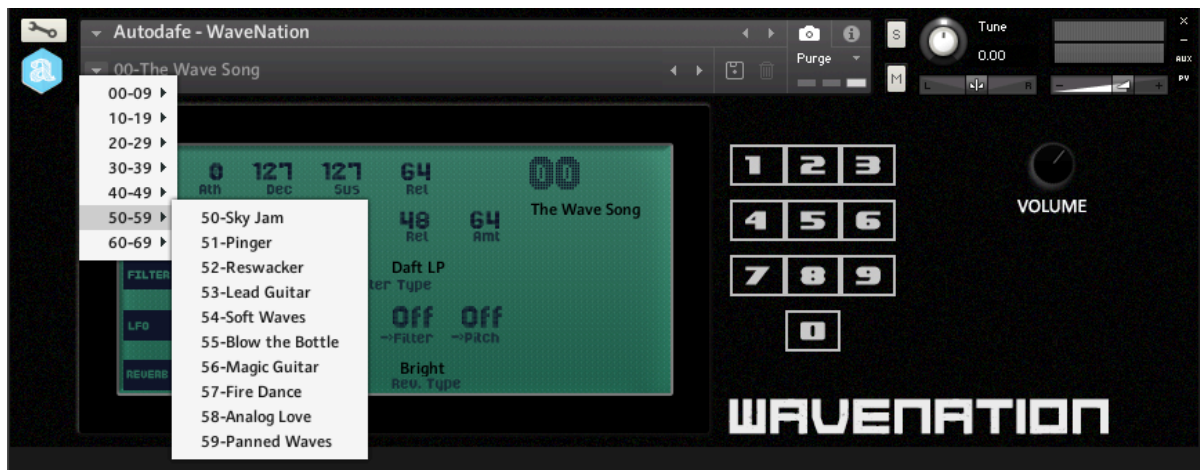 Autodafe - WaveNation
S
Tune
0.00
Purge
AUX
PV
M
L R
- +
a
00-The Wave Song
00-09
10-19
20-29
30-39
40-49
50-59
60-69
50-Sky Jam
51-Pinger
52-Reswacker
53-Lead Guitar
54-Soft Waves
55-Blow the Bottle
56-Magic Guitar
57-Fire Dance
58-Analog Love
59-Panned Waves
0 127 127 64
Ath Dec Sus Rel
00
The Wave Song
48 64
Rel Amt
FILTER
Daft LP
Type
LFO
Off Off
->Filter ->Pitch
REVERB
Bright
Rev. Type
1 2 3
4 5 6
7 8 9
0
VOLUME
WAVENATION